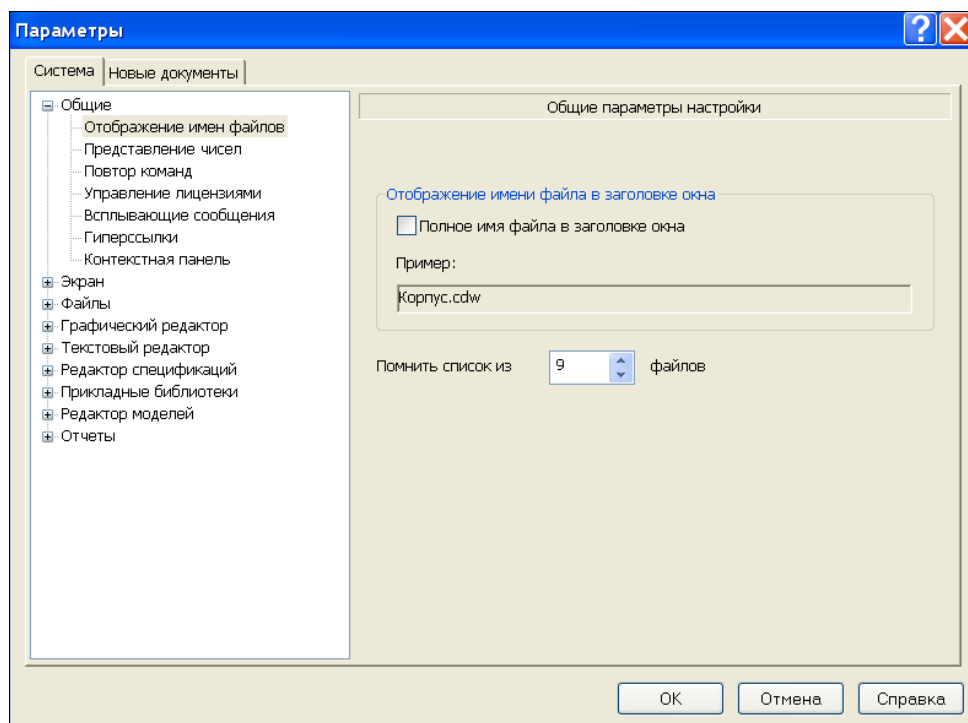 Параметры
Система
Новые документы
Общие
Отображение имен файлов
Представление чисел
Повтор команд
Управление лицензиями
Всплывающие сообщения
Гиперссылки
Контекстная панель
Экран
Файлы
Графический редактор
Текстовый редактор
Редактор спецификаций
Прикладные библиотеки
Редактор моделей
Отчеты
Общие параметры настройки
Отображение имени файла в заголовке окна
Полное имя файла в заголовке окна
Пример:
Корпус.cdw
Помнить список из 9 файлов
OK
Отмена
Справка